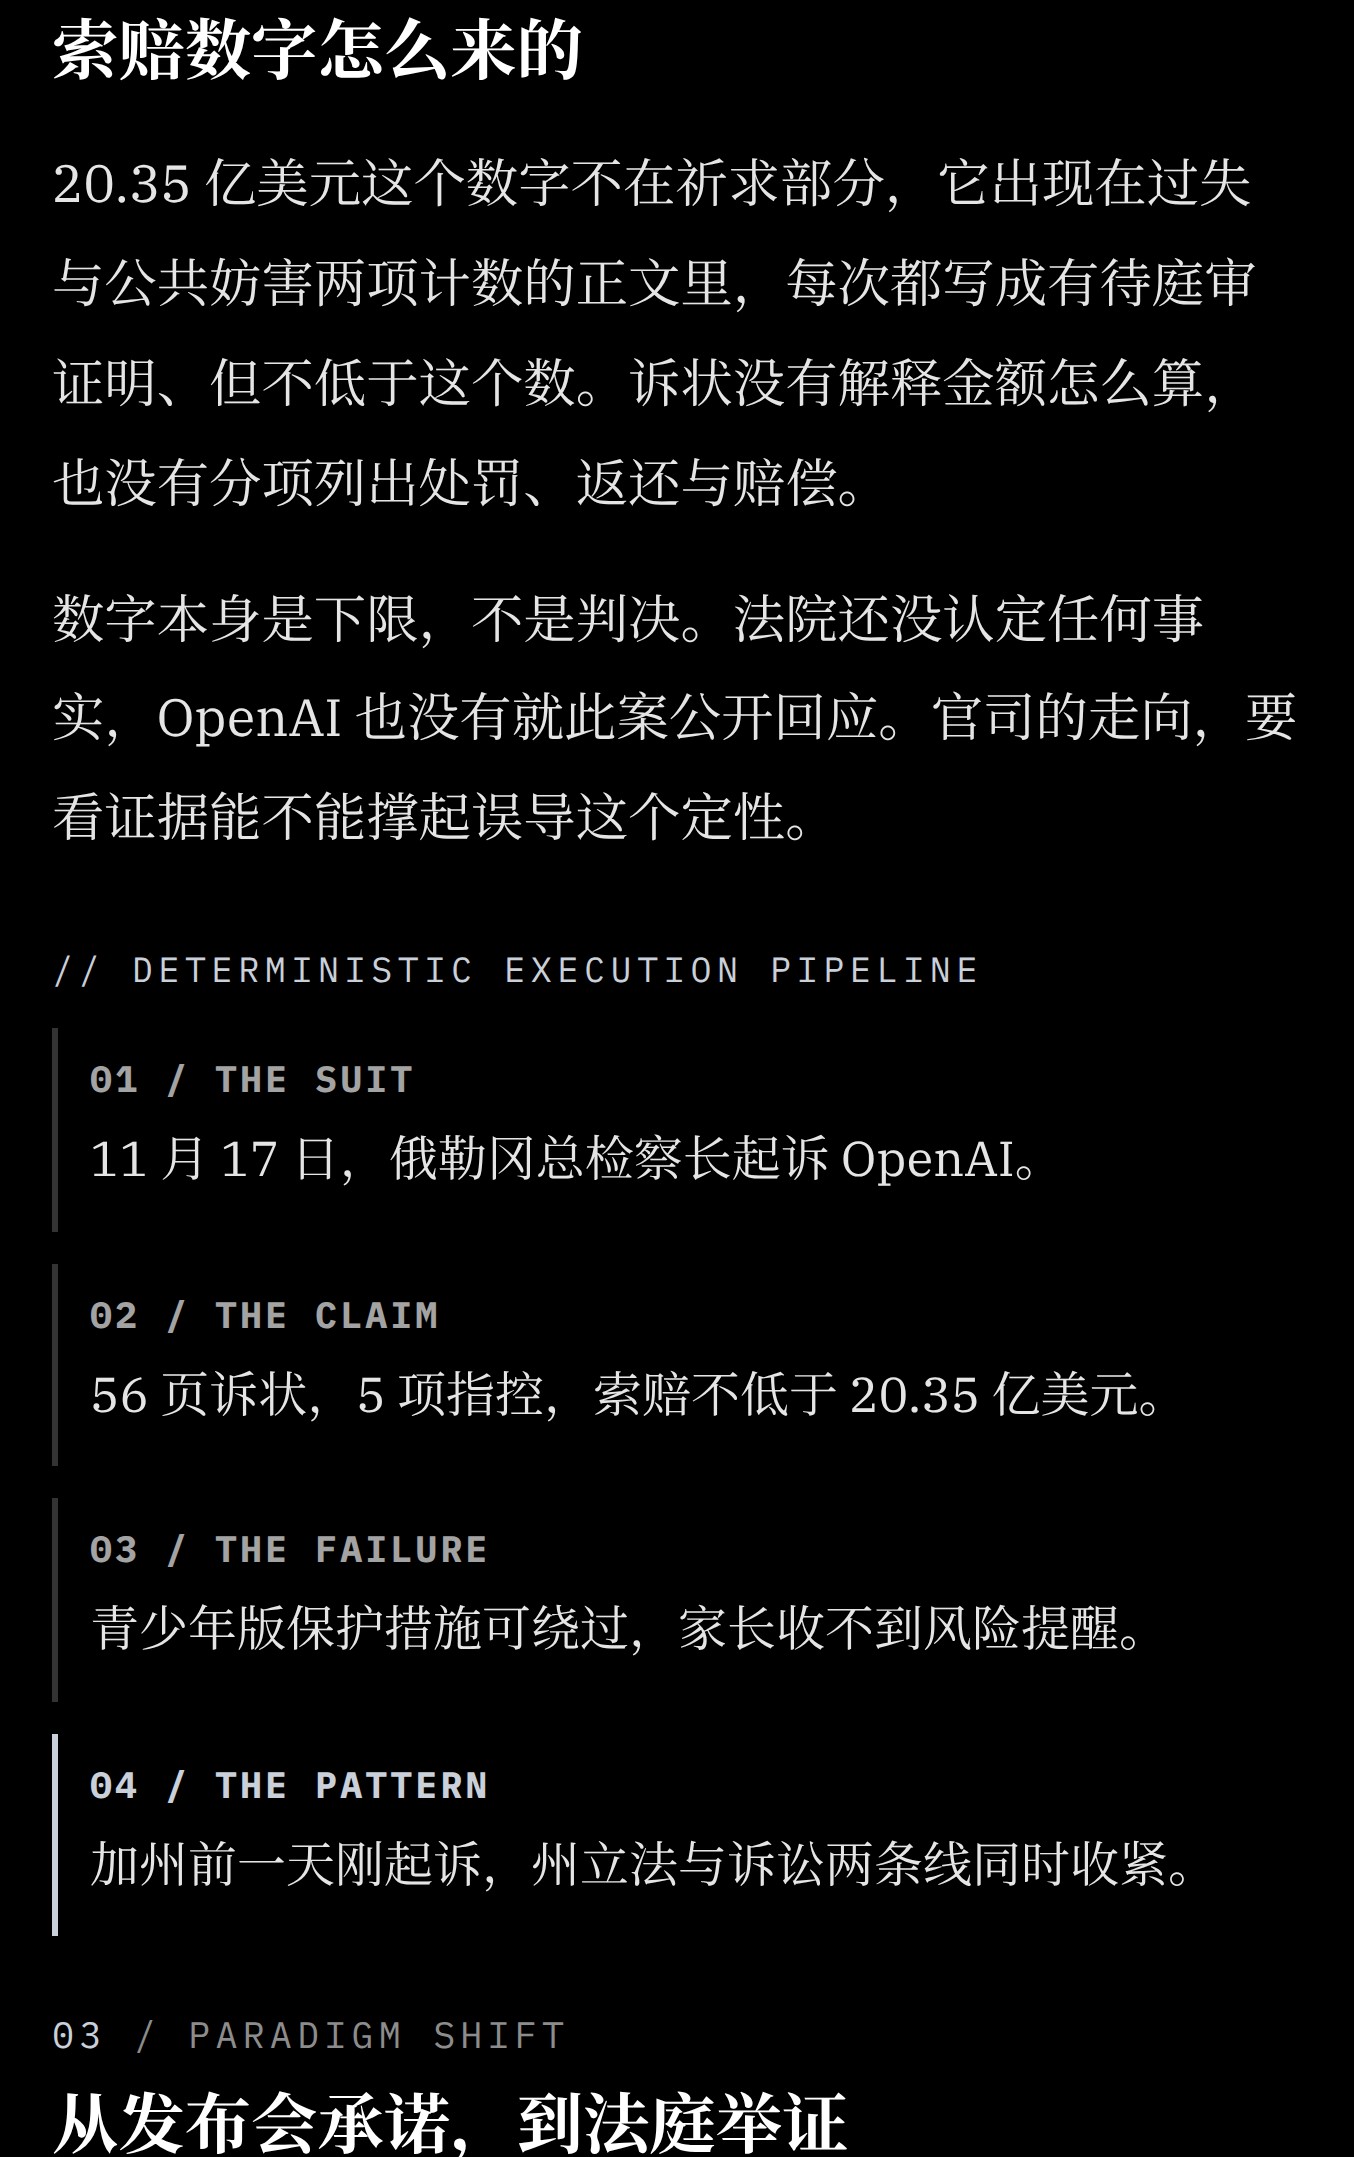 索赔数字怎么来的
20.35 亿美元这个数字不在祈求部分，它出现在过失
与公共妨害两项计数的正文里，每次都写成有待庭审
证明、但不低于这个数。诉状没有解释金额怎么算，
也没有分项列出处罚、返还与赔偿。
数字本身是下限，不是判决。法院还没认定任何事
实，OpenAI 也没有就此案公开回应。官司的走向，要
看证据能不能撑起误导这个定性。
// DETERMINISTIC EXECUTION PIPELINE
01 / THE SUIT
11 月 17 日，俄勒冈总检察长起诉 OpenAI。
02 / THE CLAIM
56 页诉状，5 项指控，索赔不低于 20.35 亿美元。
03 / THE FAILURE
青少年版保护措施可绕过，家长收不到风险提醒。
04 / THE PATTERN
加州前一天刚起诉，州立法与诉讼两条线同时收紧。
03 / PARADIGM SHIFT
从发布会承诺，到法庭举证